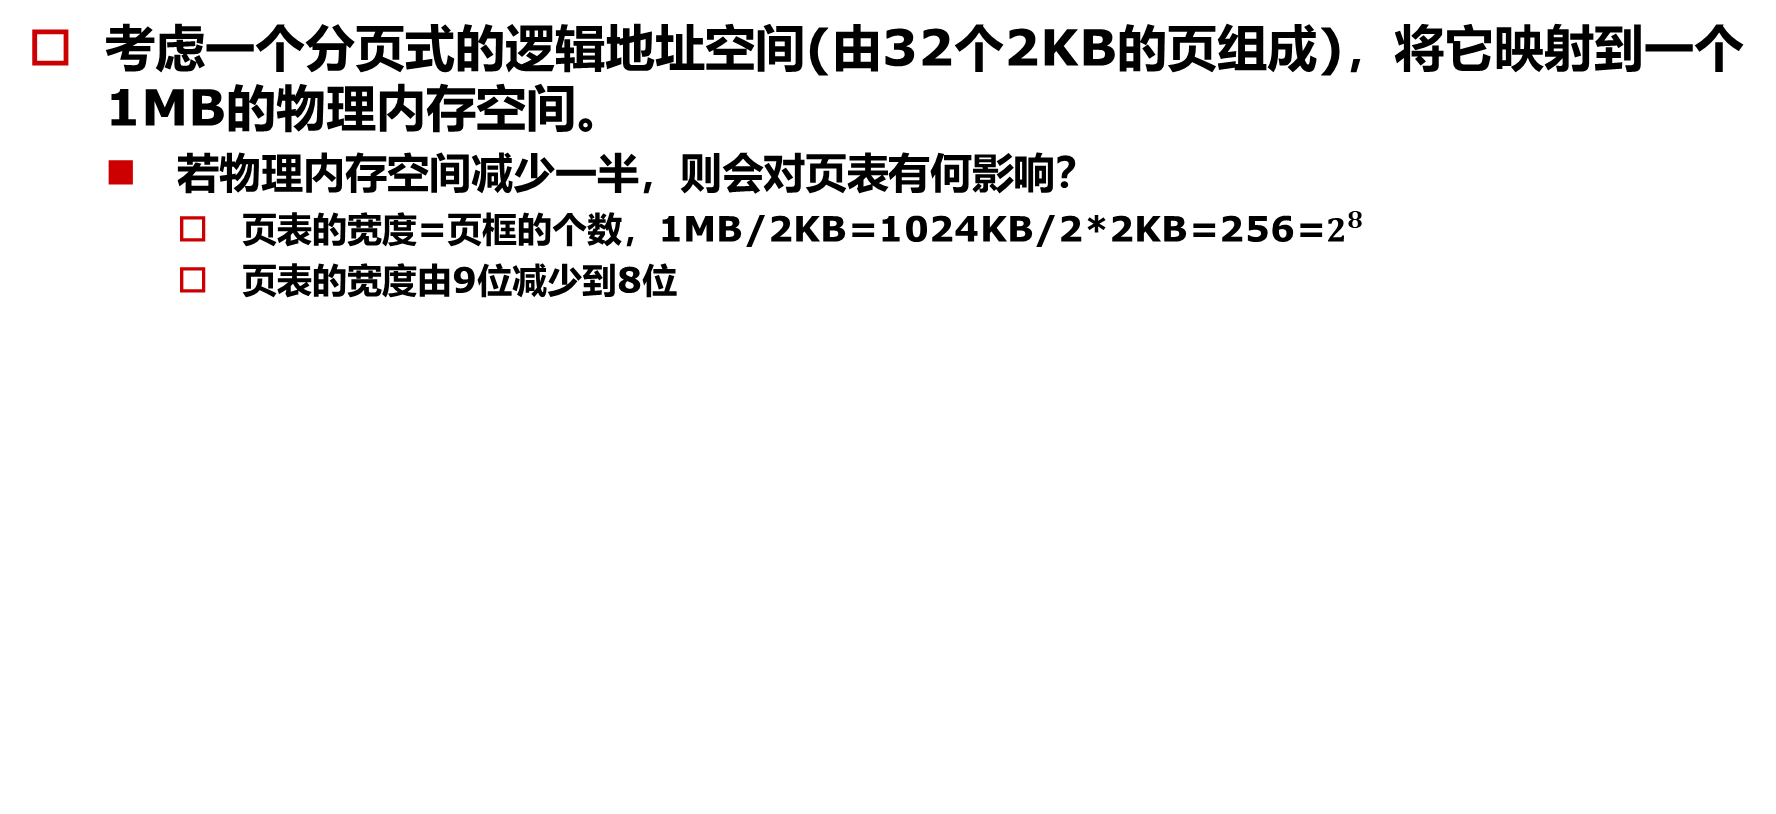 考虑一个分页式的逻辑地址空间(由32个2KB的页组成)，将它映射到一个
1MB的物理内存空间。
若物理内存空间减少一半，则会对页表有何影响？
页表的宽度=页框的个数，1MB/2KB=1024KB/2*2KB=256=2⁸
页表的宽度由9位减少到8位